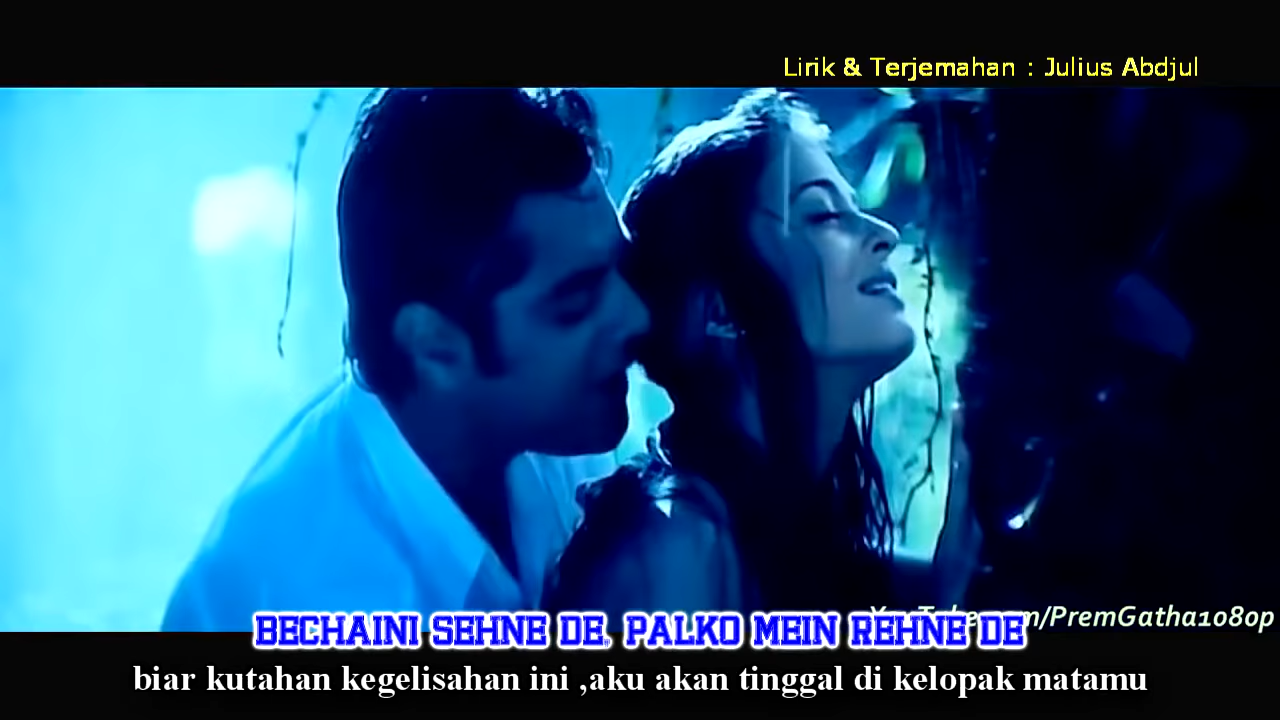 Lirik & Terjemahan : Julius Abdjul
/PremGatha1080p
BECHAINI SEHNE DE, PALKO MEIN REHNE DE
biar kutahan kegelisahan ini ,aku akan tinggal di kelopak matamu